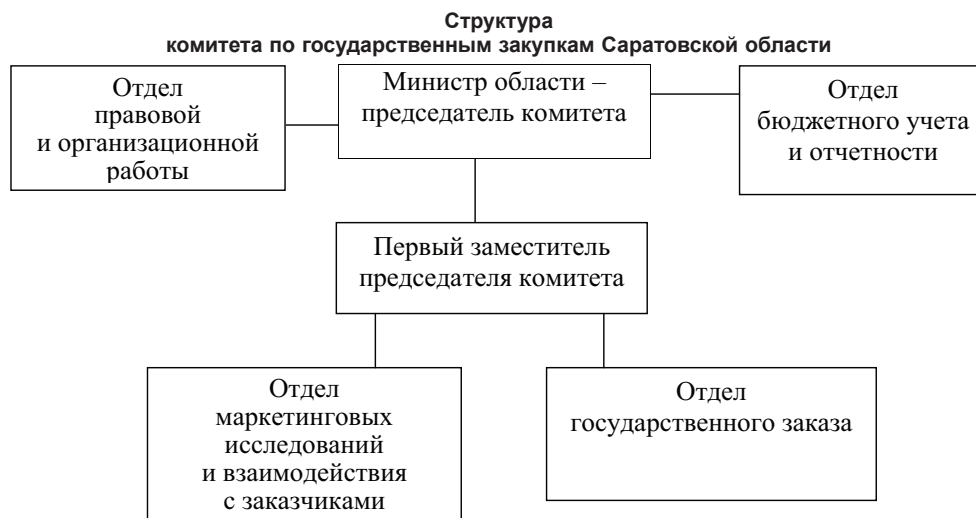 Структура
комитета по государственным закупкам Саратовской области
Отдел
правовой
и организационной
работы
Министр области –
председатель комитета
Отдел
бюджетного учета
и отчетности
Первый заместитель
председателя комитета
Отдел
маркетинговых
исследований
и взаимодействия
с заказчиками
Отдел
государственного заказа